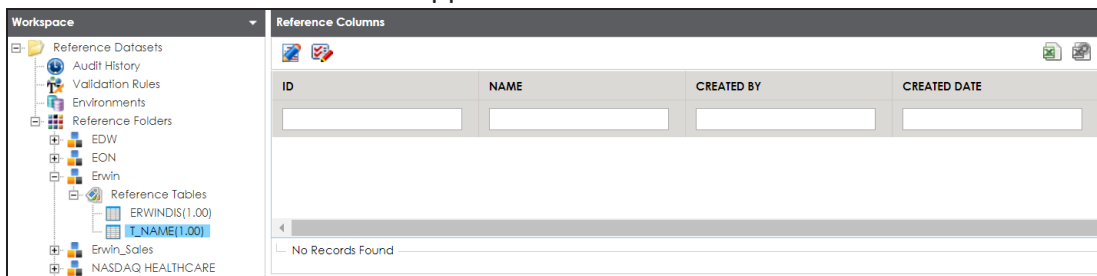 Workspace
Reference Datasets
Audit History
Validation Rules
Environments
Reference Folders
EDW
EON
Erwin
Reference Tables
ERWINDIS(1.00)
T_NAME(1.00)
Erwin_Sales
NASDAQ HEALTHCARE
Reference Columns
ID NAME CREATED BY CREATED DATE
No Records Found